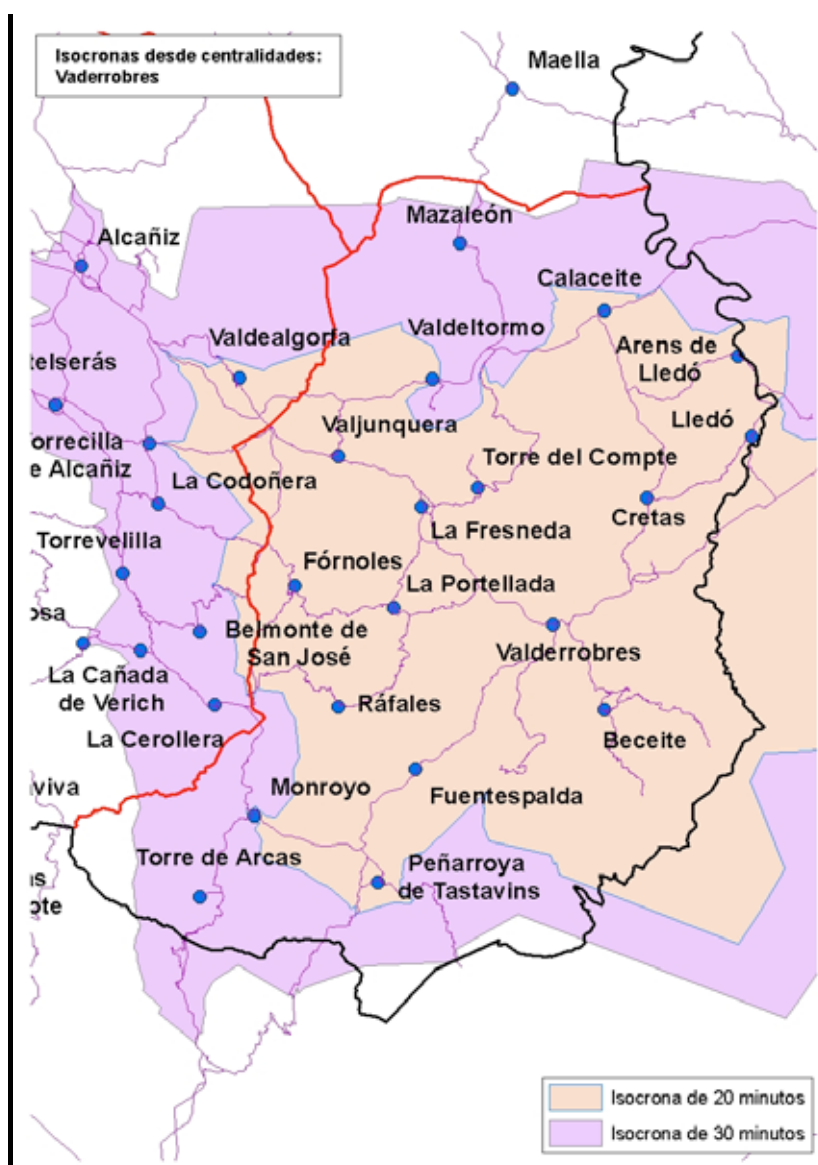 Isocronas desde centralidades:
Vaderrobres
Maella
Mazaleón
Alcañiz
Calaceite
Valdealgorfa
Valdeltormo
telserás
Arens de
Lledó
Valjunquera
Lledó
Torrecilla
e Alcañiz
Torre del Compte
La Codoñera
Cretas
La Fresneda
Torrevelilla
Fórnoles
La Portellada
osa
Belmonte de
San José
Valderrobres
La Cañada
de Verich
Ráfales
La Cerollera
Beceite
Monroyo
Fuentespalda
viva
Torre de Arcas
Peñarroya
de Tastavins
as
ote
Isocrona de 20 minutos
Isocrona de 30 minutos